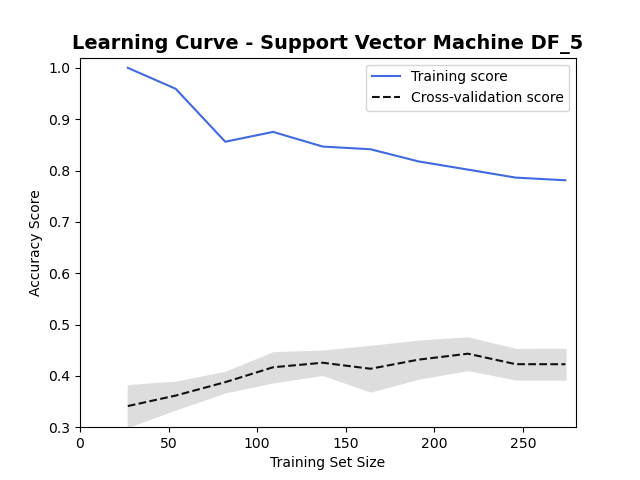 Learning Curve - Support Vector Machine DF_5
Training score
Cross-validation score
Accuracy Score
1.0
0.9
0.8
0.7
0.6
0.5
0.4
0.3
0
50
100
150
200
250
Training Set Size